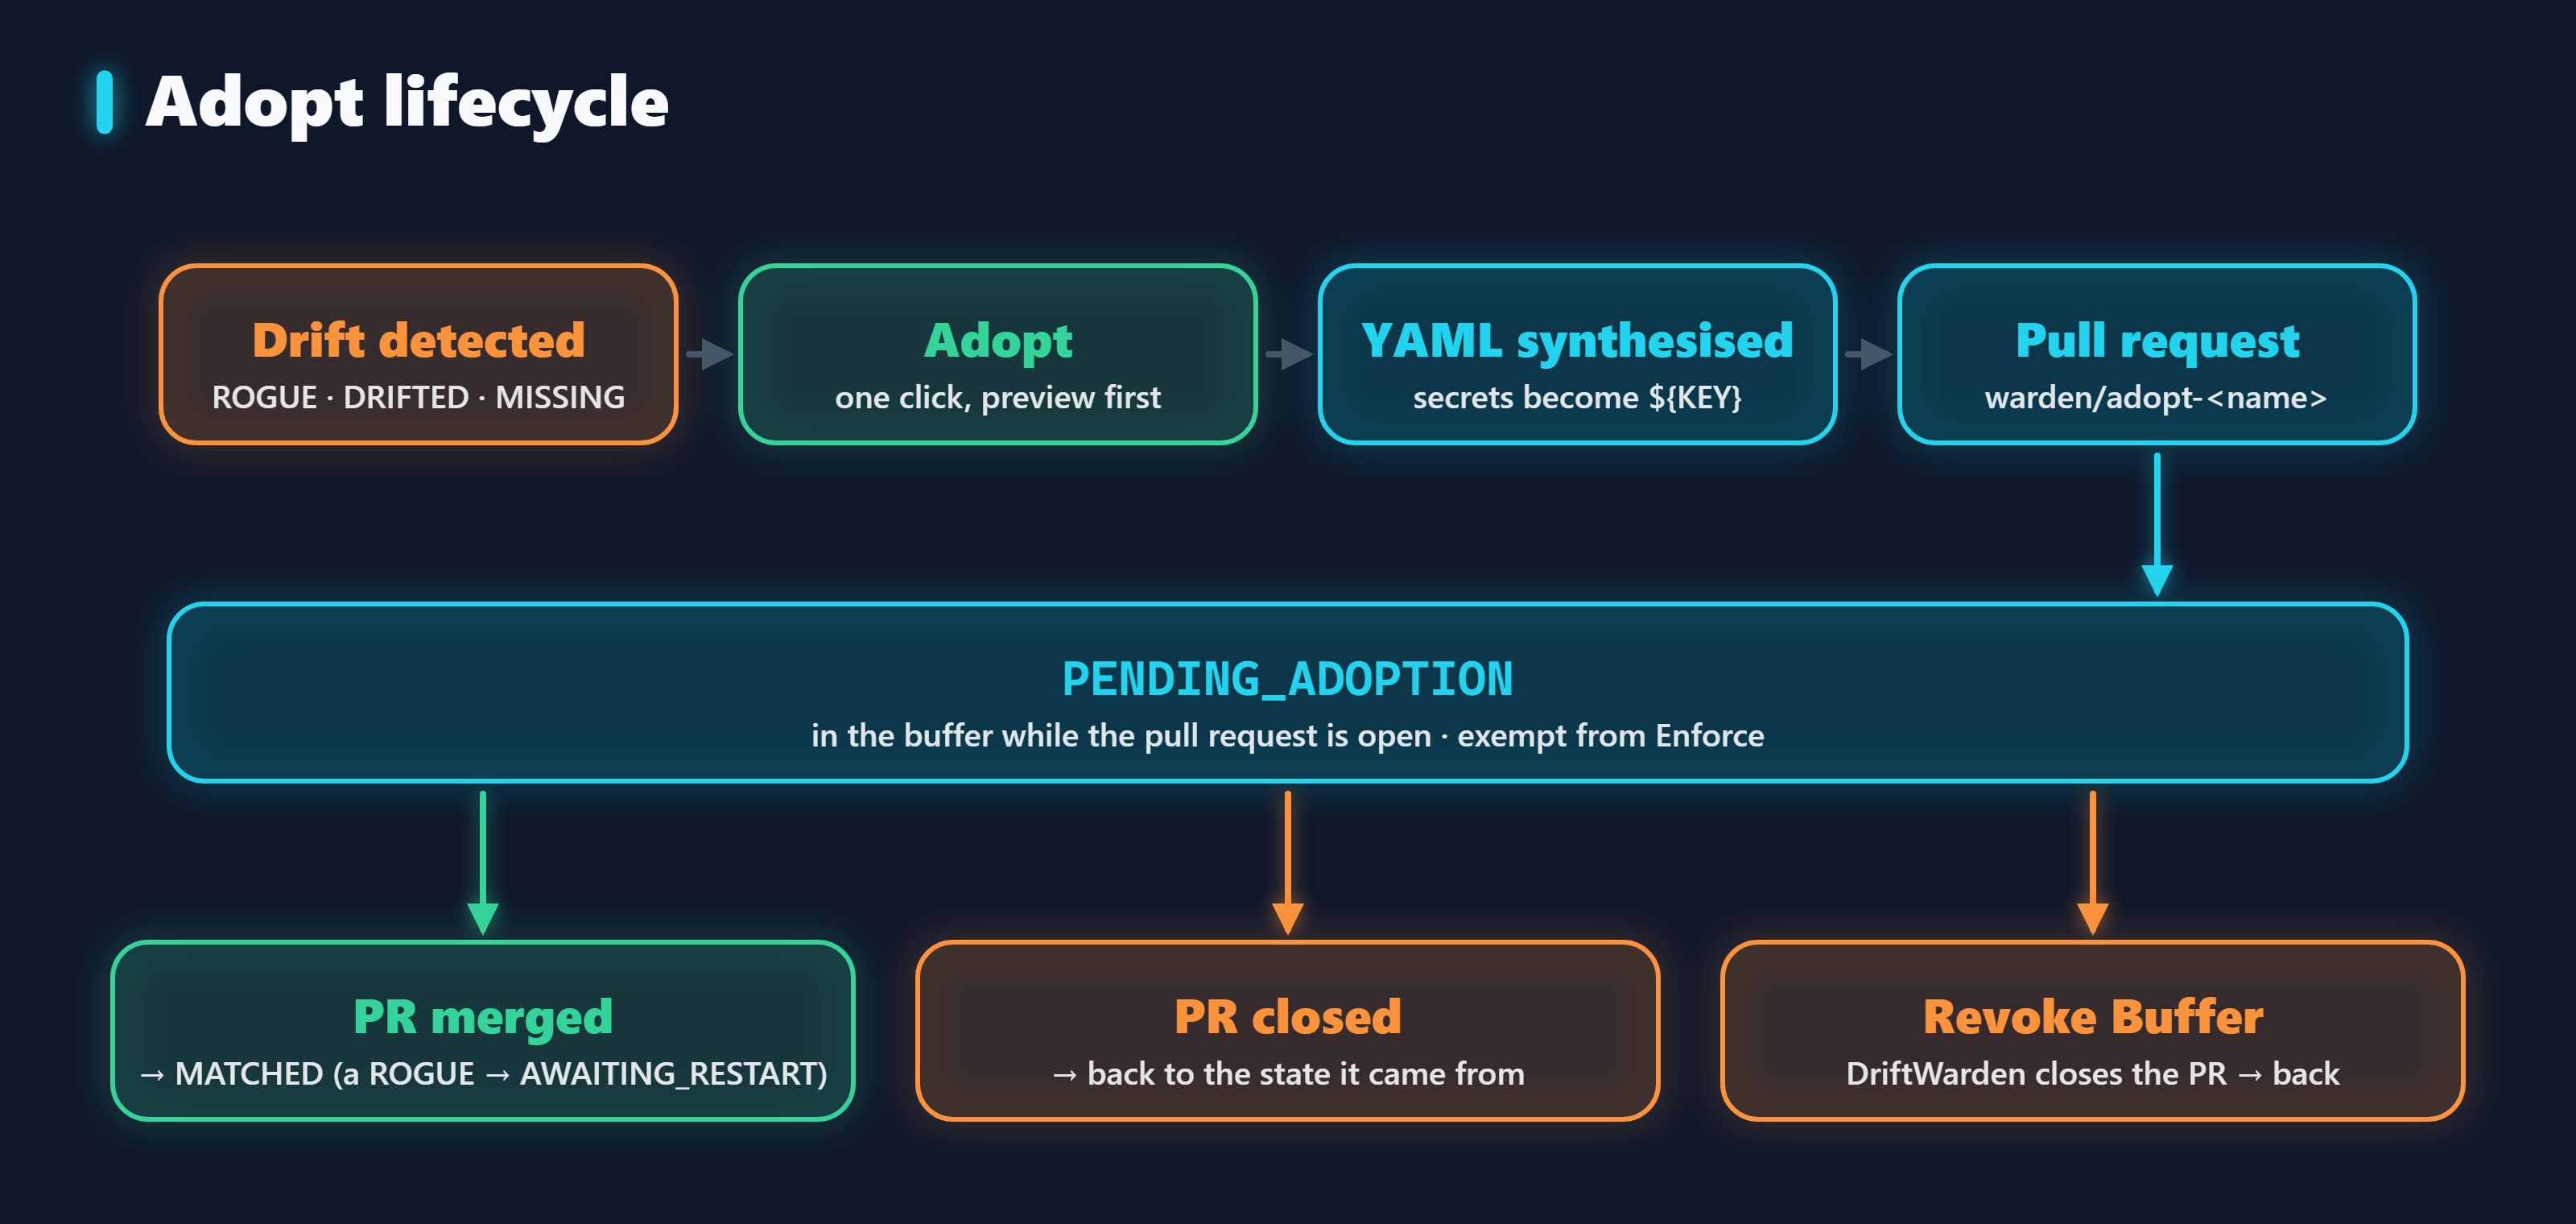 Adopt lifecycle
Drift detected
ROGUE · DRIFTED · MISSING
Adopt
one click, preview first
YAML synthesised
secrets become ${KEY}
Pull request
warden/adopt-<name>
PENDING_ADOPTION
in the buffer while the pull request is open · exempt from Enforce
PR merged
→ MATCHED (a ROGUE → AWAITING_RESTART)
PR closed
→ back to the state it came from
Revoke Buffer
DriftWarden closes the PR → back